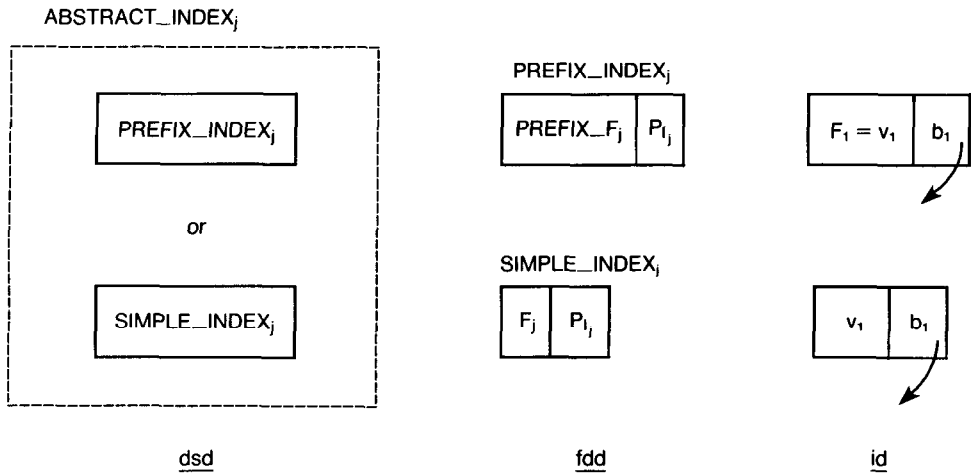 ABSTRACT_INDEXj
PREFIX_INDEXj
PREFIX_INDEXj
PREFIX_Fj PIj
F1 = v1 b1
or
SIMPLE_INDEXj
SIMPLE_INDEXj
Fj PIj
v1 b1
dsd fdd id